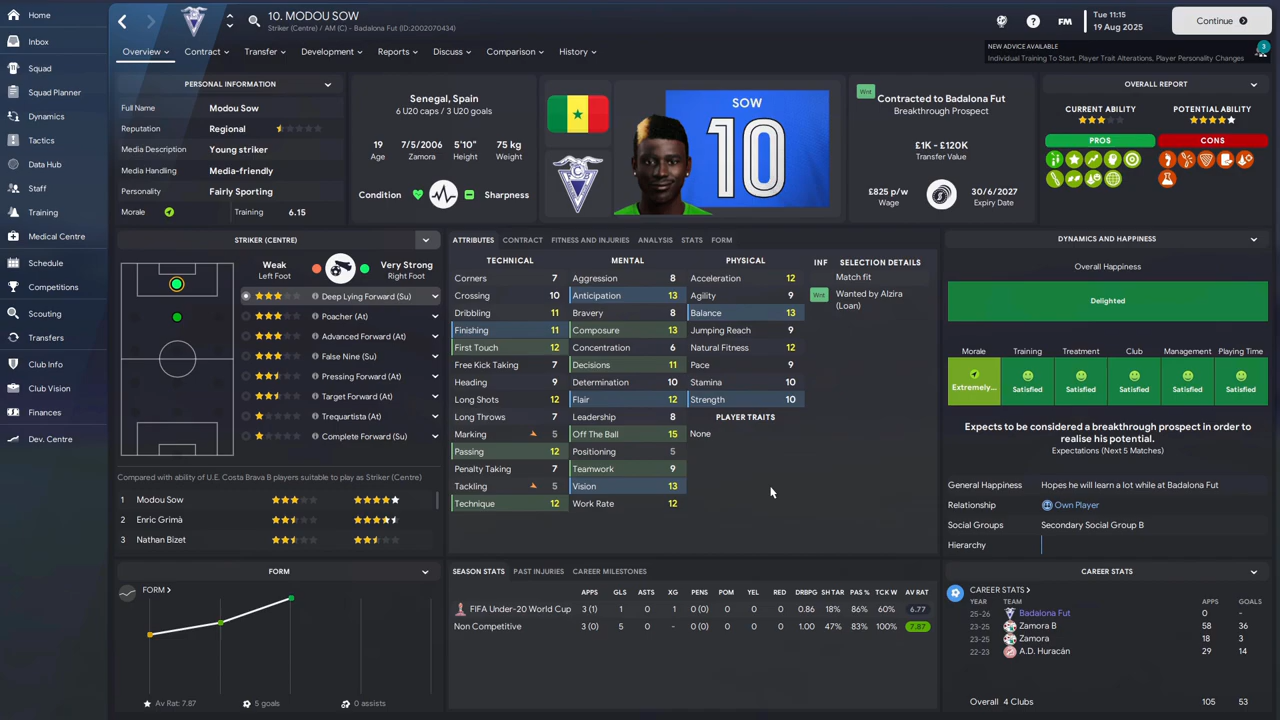 Home
Inbox
Squad
Squad Planner
Dynamics
Tactics
Data Hub
Staff
Training
Medical Centre
Schedule
Competitions
Scouting
Transfers
Club Info
Club Vision
Finances
Dev. Centre
10. MODOU SOW
Striker (Centre) / AM (C) - Badalona Fut (ID:2002070434)
FM
Tue 11:15
19 Aug 2025
Continue
Overview
Contract
Transfer
Development
Reports
Discuss
Comparison
History
NEW ADVICE AVAILABLE
Individual Training To Start, Player Trait Alterations, Player Personality Changes
3
PERSONAL INFORMATION
Full Name Modou Sow
Reputation Regional
Media Description Young striker
Media Handling Media-friendly
Personality Fairly Sporting
Morale Training 6.15
Senegal, Spain
6 U20 caps / 3 U20 goals
19 7/5/2006 5'10" 75 kg
Age Zamora Height Weight
Condition Sharpness
SOW
10
Wnt
Contracted to Badalona Fut
Breakthrough Prospect
£1K - £120K
Transfer Value
£825 p/w 30/6/2027
Wage Expiry Date
OVERALL REPORT
CURRENT ABILITY POTENTIAL ABILITY
PROS CONS
STRIKER (CENTRE)
Weak Very Strong
Left Foot Right Foot
Deep Lying Forward (Su)
Poacher (At)
Advanced Forward (At)
False Nine (Su)
Pressing Forward (At)
Target Forward (At)
Trequartista (At)
Complete Forward (Su)
Compared with ability of U.E. Costa Brava B players suitable to play as Striker (Centre)
1 Modou Sow
2 Enric Grimà
3 Nathan Bizet
ATTRIBUTES CONTRACT FITNESS AND INJURIES ANALYSIS STATS FORM
TECHNICAL
Corners 7
Crossing 10
Dribbling 11
Finishing 11
First Touch 12
Free Kick Taking 7
Heading 9
Long Shots 12
Long Throws 7
Marking 5
Passing 12
Penalty Taking 7
Tackling 5
Technique 12
MENTAL
Aggression 8
Anticipation 13
Bravery 8
Composure 13
Concentration 6
Decisions 11
Determination 10
Flair 12
Leadership 8
Off The Ball 15
Positioning 5
Teamwork 9
Vision 13
Work Rate 12
PHYSICAL
Acceleration 12
Agility 9
Balance 13
Jumping Reach 9
Natural Fitness 12
Pace 9
Stamina 10
Strength 10
PLAYER TRAITS
None
INF SELECTION DETAILS
Match fit
Wnt Wanted by Alzira
(Loan)
DYNAMICS AND HAPPINESS
Overall Happiness
Delighted
Morale Training Treatment Club Management Playing Time
Extremely... Satisfied Satisfied Satisfied Satisfied Satisfied
Expects to be considered a breakthrough prospect in order to
realise his potential.
Expectations (Next 5 Matches)
General Happiness Hopes he will learn a lot while at Badalona Fut
Relationship Own Player
Social Groups Secondary Social Group B
Hierarchy
FORM
FORM
Av Rat: 7.87 5 goals 0 assists
SEASON STATS PAST INJURIES CAREER MILESTONES
APPS GLS ASTS XG PENS POM YEL RED DRBPG SH TAR PAS % TCK W AV RAT
FIFA Under-20 World Cup 3 (1) 1 0 1 0 (0) 0 0 0 0.86 18% 86% 60% 6.77
Non Competitive 3 (0) 5 0 - 0 (0) 0 0 0 1.00 47% 83% 100% 7.87
CAREER STATS
CAREER STATS
YEAR TEAM APPS GOALS
25-26 Badalona Fut 0 -
23-25 Zamora B 58 36
23-25 Zamora 18 3
22-23 A.D. Huracán 29 14
Overall 4 Clubs 105 53